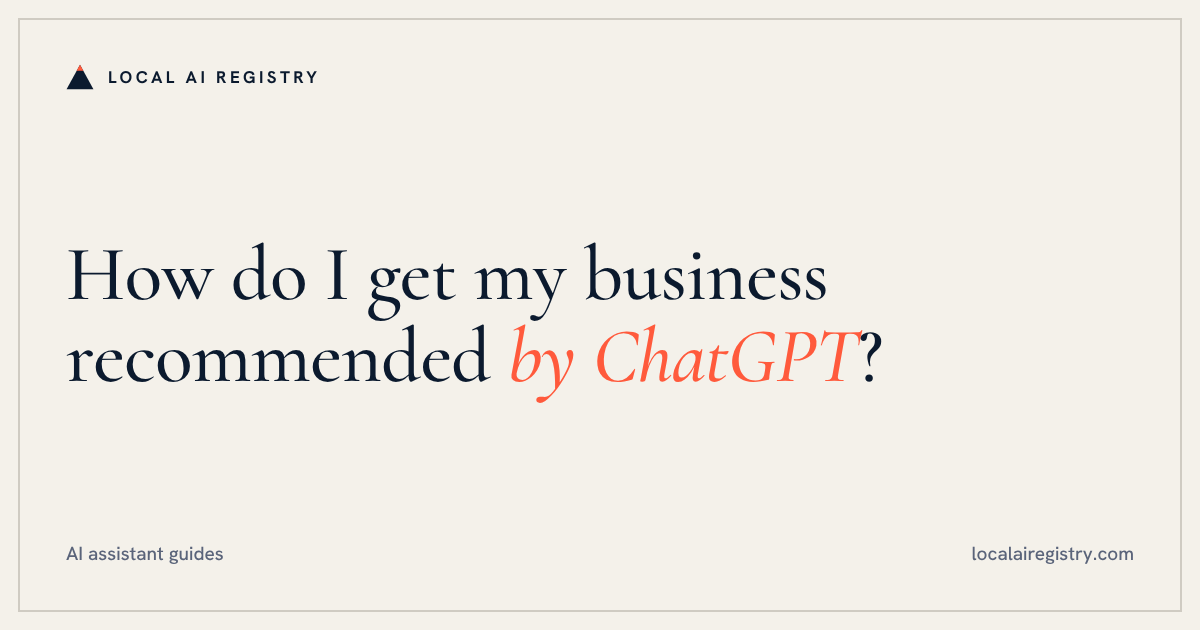 LOCAL AI REGISTRY
How do I get my business
recommended by ChatGPT?
AI assistant guides
localairegistry.com